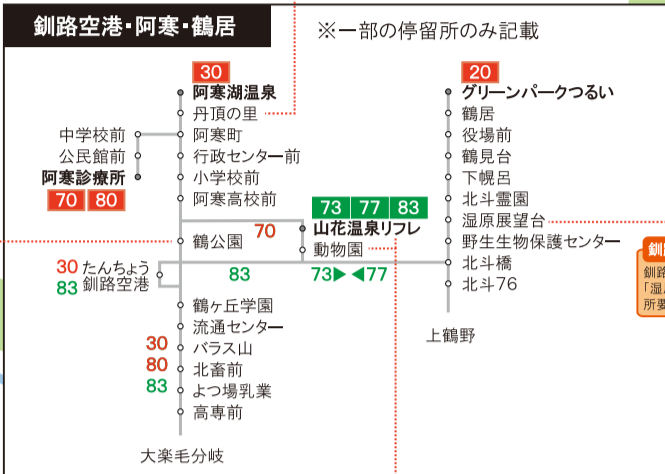 釧路空港・阿寒・鶴居
※一部の停留所のみ記載
30
阿寒湖温泉
丹頂の里
阿寒町
行政センター前
小学校前
阿寒高校前
中学校前
公民館前
阿寒診療所
70 80
鶴公園
70
73 77 83
山花温泉リフレ
動物園
30 たんちょう
83 釧路空港
83
73▶ ◀77
鶴ヶ丘学園
流通センター
30 バラス山
80 北畜前
83 よつ場乳業
高専前
大楽毛分岐
20
グリーンパークつるい
鶴居
役場前
鶴見台
下幌呂
北斗霊園
湿原展望台
野生生物保護センター
北斗橋
北斗76
上鶴野
釧
釧路
「湿
所要